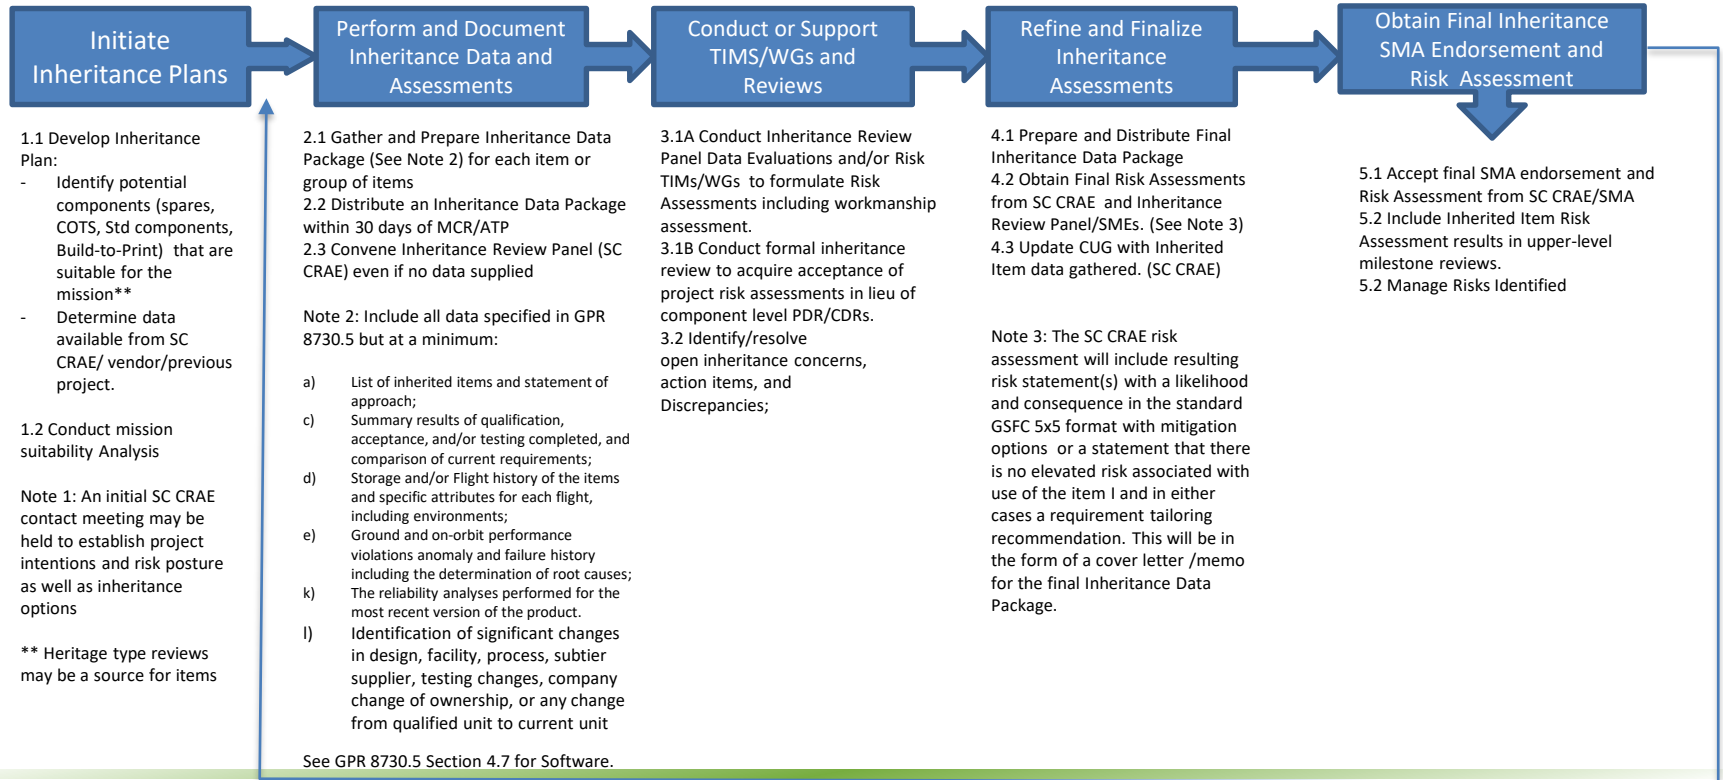 Initiate
Inheritance Plans
Perform and Document
Inheritance Data and
Assessments
Conduct or Support
TIMS/WGs and
Reviews
Refine and Finalize
Inheritance
Assessments
Obtain Final Inheritance
SMA Endorsement and
Risk Assessment
1.1 Develop Inheritance
Plan:
- Identify potential
components (spares,
COTS, Std components,
Build-to-Print) that are
suitable for the
mission**
- Determine data
available from SC
CRAE/ vendor/previous
project.
1.2 Conduct mission
suitability Analysis
Note 1: An initial SC CRAE
contact meeting may be
held to establish project
intentions and risk posture
as well as inheritance
options
** Heritage type reviews
may be a source for items
2.1 Gather and Prepare Inheritance Data
Package (See Note 2) for each item or
group of items
2.2 Distribute an Inheritance Data Package
within 30 days of MCR/ATP
2.3 Convene Inheritance Review Panel (SC
CRAE) even if no data supplied
Note 2: Include all data specified in GPR
8730.5 but at a minimum:
a) List of inherited items and statement of
approach;
c) Summary results of qualification,
acceptance, and/or testing completed, and
comparison of current requirements;
d) Storage and/or Flight history of the items
and specific attributes for each flight,
including environments;
e) Ground and on-orbit performance
violations anomaly and failure history
including the determination of root causes;
k) The reliability analyses performed for the
most recent version of the product.
l) Identification of significant changes
in design, facility, process, subtier
supplier, testing changes, company
change of ownership, or any change
from qualified unit to current unit
See GPR 8730.5 Section 4.7 for Software.
3.1A Conduct Inheritance Review
Panel Data Evaluations and/or Risk
TIMs/WGs to formulate Risk
Assessments including workmanship
assessment.
3.1B Conduct formal inheritance
review to acquire acceptance of
project risk assessments in lieu of
component level PDR/CDRs.
3.2 Identify/resolve
open inheritance concerns,
action items, and
Discrepancies;
4.1 Prepare and Distribute Final
Inheritance Data Package
4.2 Obtain Final Risk Assessments
from SC CRAE and Inheritance
Review Panel/SMEs. (See Note 3)
4.3 Update CUG with Inherited
Item data gathered. (SC CRAE)
Note 3: The SC CRAE risk
assessment will include resulting
risk statement(s) with a likelihood
and consequence in the standard
GSFC 5x5 format with mitigation
options or a statement that there
is no elevated risk associated with
use of the item I and in either
cases a requirement tailoring
recommendation. This will be in
the form of a cover letter /memo
for the final Inheritance Data
Package.
5.1 Accept final SMA endorsement and
Risk Assessment from SC CRAE/SMA
5.2 Include Inherited Item Risk
Assessment results in upper-level
milestone reviews.
5.2 Manage Risks Identified